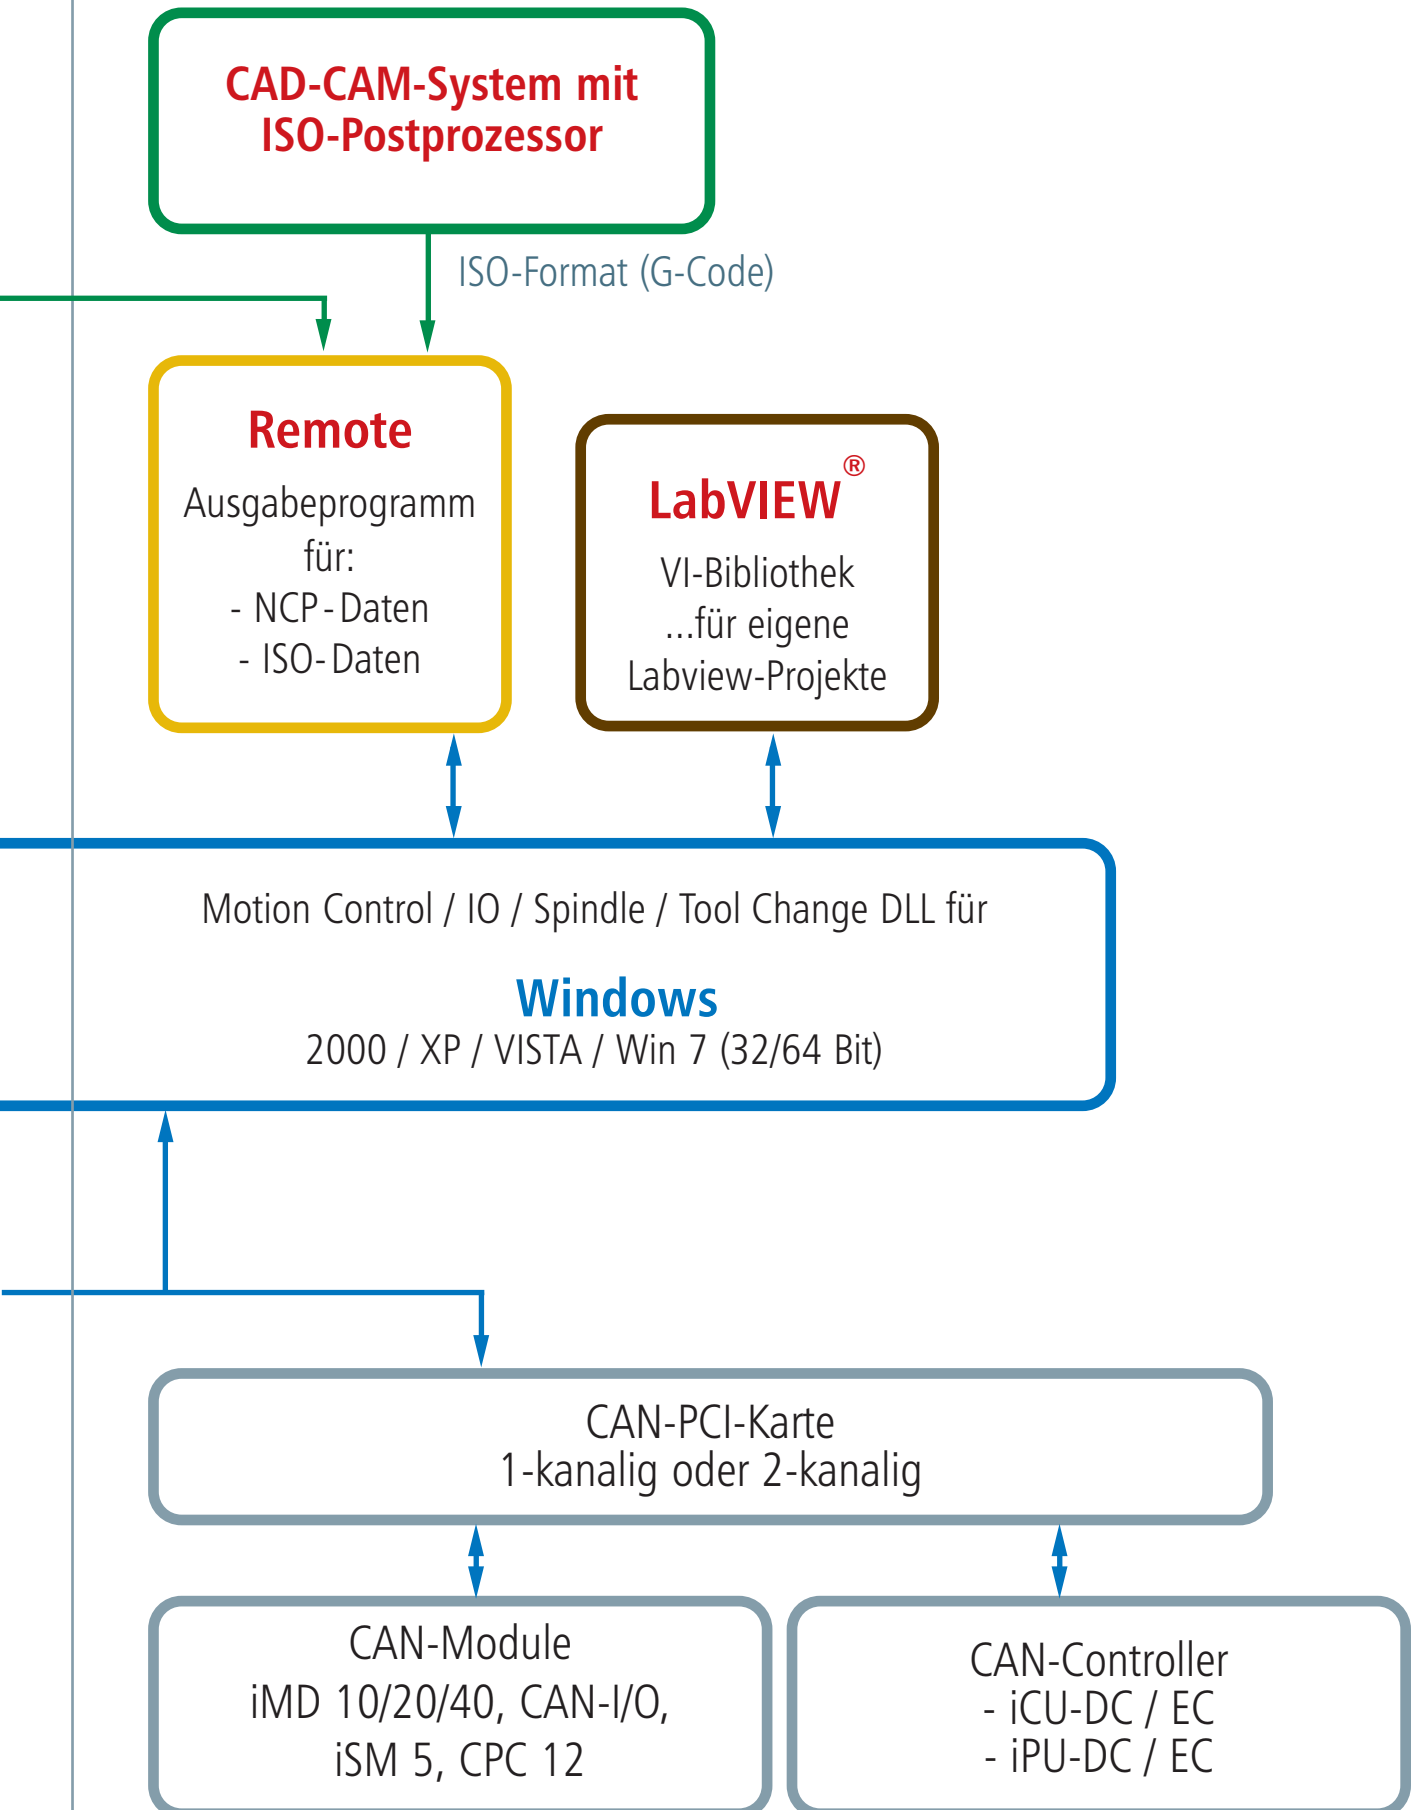 CAD-CAM-System mit
ISO-Postprozessor
ISO-Format (G-Code)
Remote
Ausgabeprogramm
für:
- NCP-Daten
- ISO-Daten
LabVIEW®
VI-Bibliothek
...für eigene
Labview-Projekte
Motion Control / IO / Spindle / Tool Change DLL für
Windows
2000 / XP / VISTA / Win 7 (32/64 Bit)
CAN-PCI-Karte
1-kanalig oder 2-kanalig
CAN-Module
iMD 10/20/40, CAN-I/O,
iSM 5, CPC 12
CAN-Controller
- iCU-DC / EC
- iPU-DC / EC